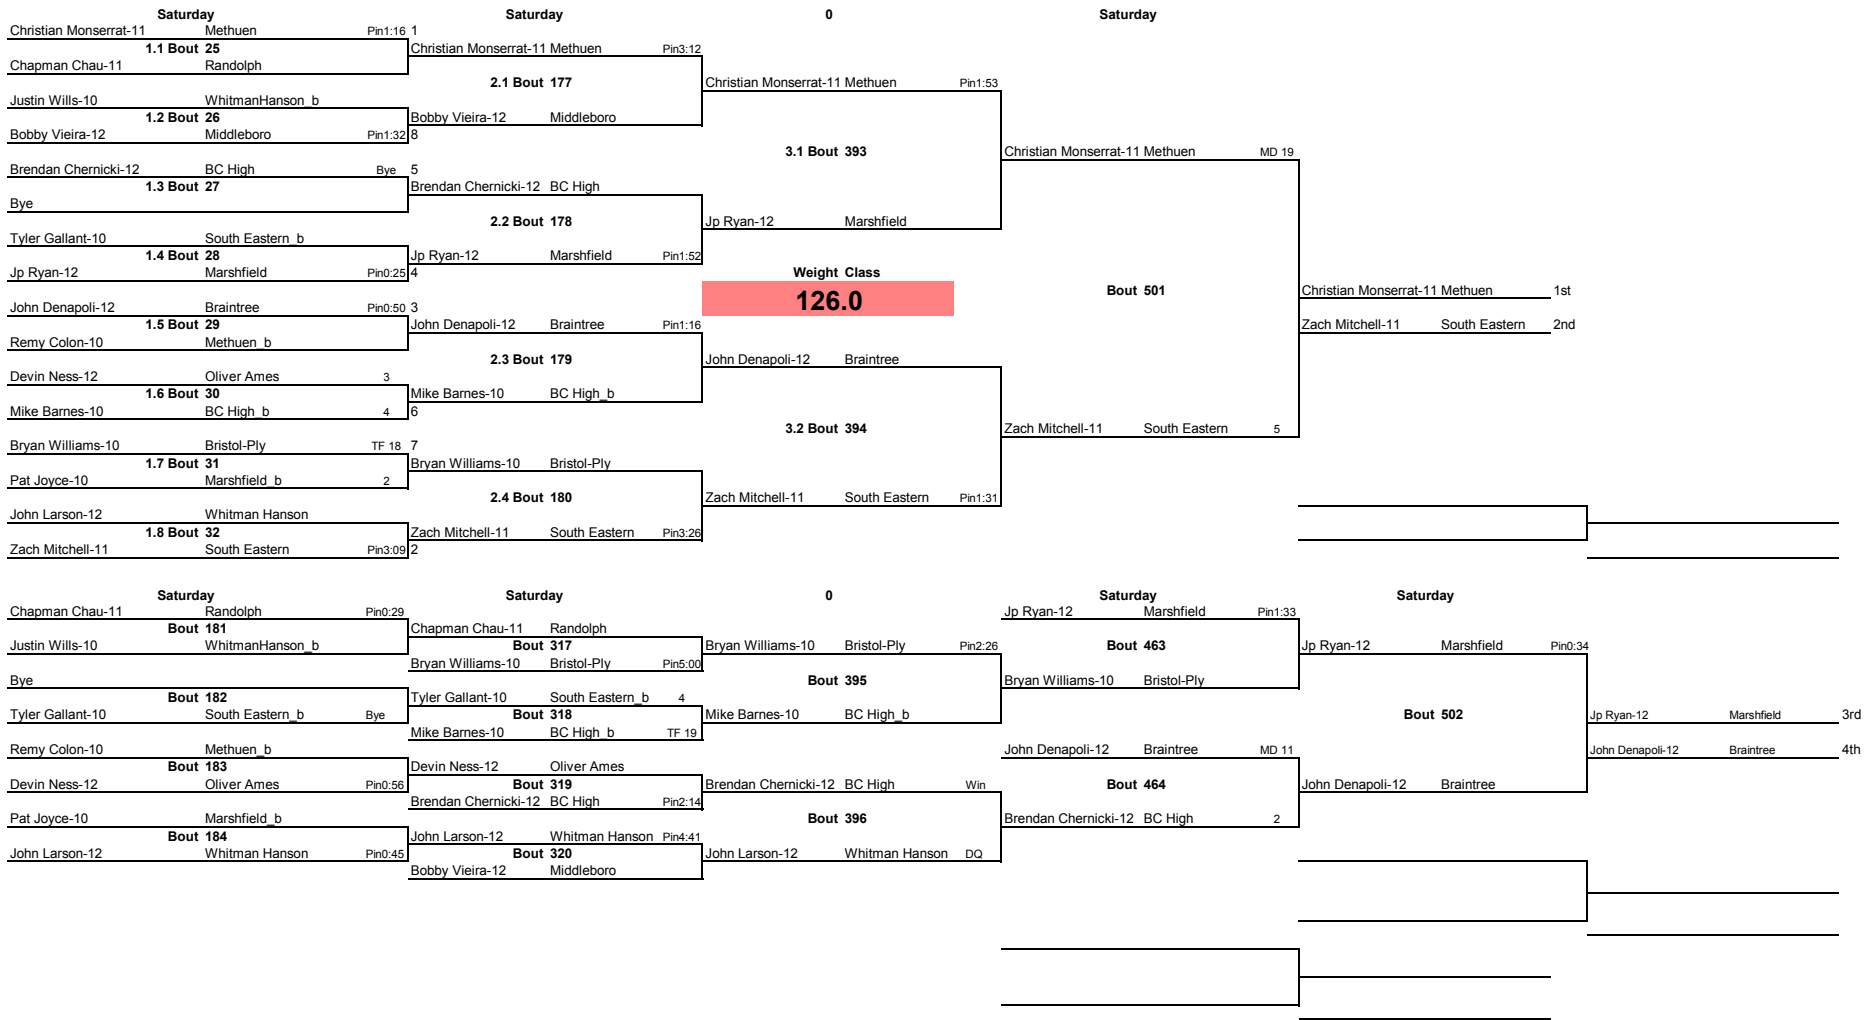 Saturday Saturday 0 Saturday
Christian Monserrat-11 Methuen Pin1:16 1
1.1 Bout 25 Christian Monserrat-11 Methuen Pin3:12
Chapman Chau-11 Randolph
2.1 Bout 177 Christian Monserrat-11 Methuen Pin1:53
Justin Wills-10 WhitmanHanson_b
1.2 Bout 26 Bobby Vieira-12 Middleboro
Bobby Vieira-12 Middleboro Pin1:32 8
3.1 Bout 393 Christian Monserrat-11 Methuen MD 19
Brendan Chernicki-12 BC High Bye 5
1.3 Bout 27 Brendan Chernicki-12 BC High
Bye
2.2 Bout 178 Jp Ryan-12 Marshfield
Tyler Gallant-10 South Eastern_b
1.4 Bout 28 Jp Ryan-12 Marshfield Pin1:52
Jp Ryan-12 Marshfield Pin0:25 4 Weight Class
Bout 501 Christian Monserrat-11 Methuen 1st
John Denapoli-12 Braintree Pin0:50 3 126.0
1.5 Bout 29 John Denapoli-12 Braintree Pin1:16 Zach Mitchell-11 South Eastern 2nd
Remy Colon-10 Methuen_b
2.3 Bout 179 John Denapoli-12 Braintree
Devin Ness-12 Oliver Ames 3
1.6 Bout 30 Mike Barnes-10 BC High_b
Mike Barnes-10 BC High_b 4 6
3.2 Bout 394 Zach Mitchell-11 South Eastern 5
Bryan Williams-10 Bristol-Ply TF 18 7
1.7 Bout 31 Bryan Williams-10 Bristol-Ply
Pat Joyce-10 Marshfield_b 2
2.4 Bout 180 Zach Mitchell-11 South Eastern Pin1:31
John Larson-12 Whitman Hanson
1.8 Bout 32 Zach Mitchell-11 South Eastern Pin3:26
Zach Mitchell-11 South Eastern Pin3:09 2
Saturday Saturday 0 Saturday Saturday
Chapman Chau-11 Randolph Pin0:29 Jp Ryan-12 Marshfield Pin1:33
Bout 181 Chapman Chau-11 Randolph
Justin Wills-10 WhitmanHanson_b Bout 317 Bryan Williams-10 Bristol-Ply Pin2:26 Bout 463 Jp Ryan-12 Marshfield Pin0:34
Bryan Williams-10 Bristol-Ply Pin5:00
Bye Bout 395 Bryan Williams-10 Bristol-Ply
Bout 182 Tyler Gallant-10 South Eastern_b 4
Tyler Gallant-10 South Eastern_b Bye Bout 318 Mike Barnes-10 BC High_b Bout 502 Jp Ryan-12 Marshfield 3rd
Mike Barnes-10 BC High_b TF 19
Remy Colon-10 Methuen_b John Denapoli-12 Braintree MD 11 John Denapoli-12 Braintree 4th
Bout 183 Devin Ness-12 Oliver Ames
Devin Ness-12 Oliver Ames Pin0:56 Bout 319 Brendan Chernicki-12 BC High Win Bout 464 John Denapoli-12 Braintree
Brendan Chernicki-12 BC High Pin2:14
Pat Joyce-10 Marshfield_b Bout 396 Brendan Chernicki-12 BC High 2
Bout 184 John Larson-12 Whitman Hanson Pin4:41
John Larson-12 Whitman Hanson Pin0:45 Bout 320 John Larson-12 Whitman Hanson DQ
Bobby Vieira-12 Middleboro